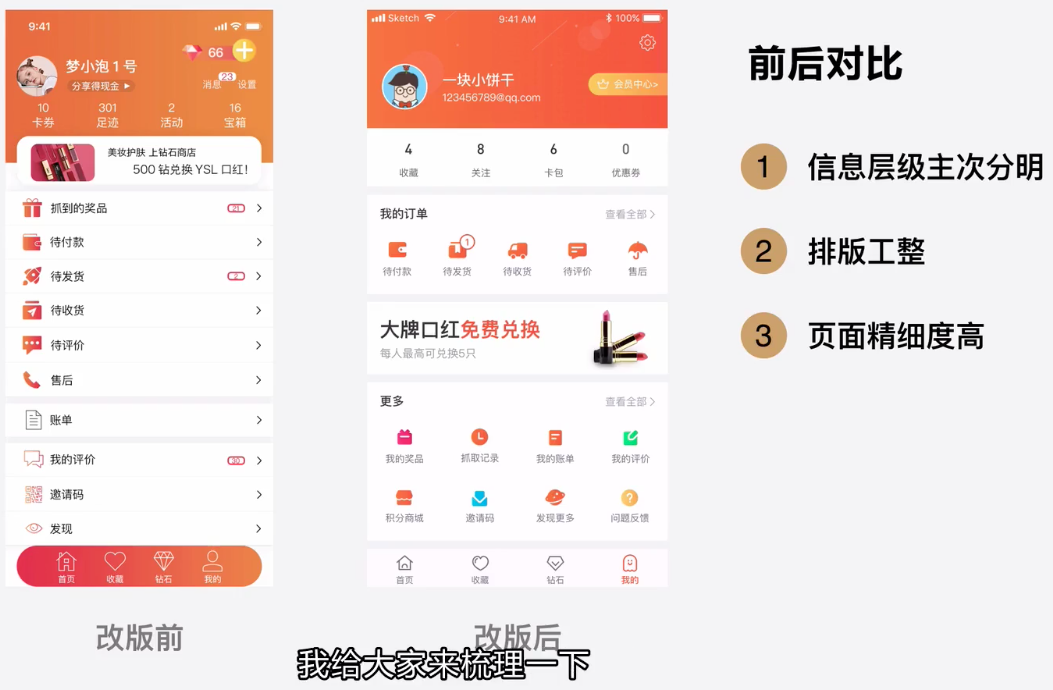 9:41
66
梦小泡1号
分享得现金 ▶
23
消息 设置
10 301 2 16
卡券 足迹 活动 宝箱
美妆护肤 上钻石商店
500 钻兑换 YSL 口红!
抓到的奖品 21
待付款
待发货 2
待收货
待评价
售后
账单
我的评价 30
邀请码
发现
首页 收藏 钻石 我的
改版前
Sketch 9:41 AM 100%
一块小饼干
123456789@qq.com
会员中心>
4 8 6 0
收藏 关注 卡包 优惠券
我的订单 查看全部
1
待付款 待发货 待收货 待评价 售后
大牌口红免费兑换
每人最高可兑换5只
更多 查看全部
我的奖品 抓取记录 我的账单 我的评价
积分商城 邀请码 发现更多 问题反馈
首页 收藏 钻石 我的
改版后
前后对比
1 信息层级主次分明
2 排版工整
3 页面精细度高
我给大家来梳理一下